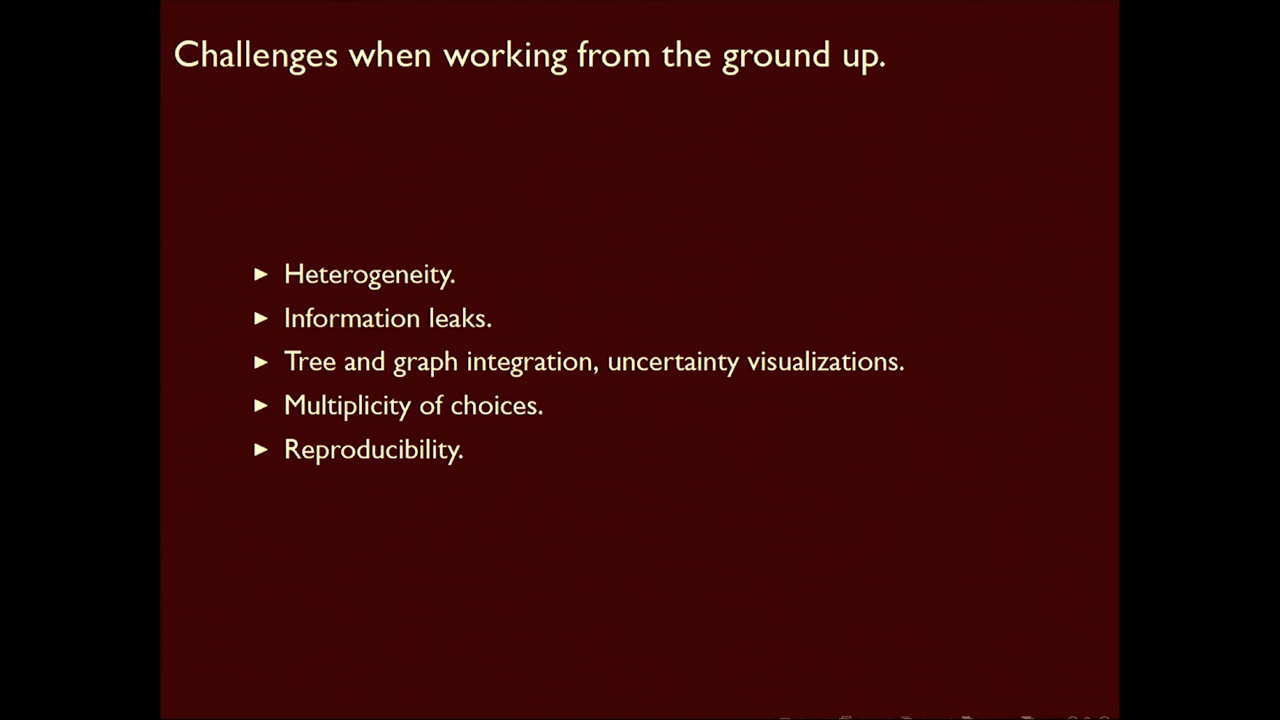 Challenges when working from the ground up.
▶ Heterogeneity.
▶ Information leaks.
▶ Tree and graph integration, uncertainty visualizations.
▶ Multiplicity of choices.
▶ Reproducibility.